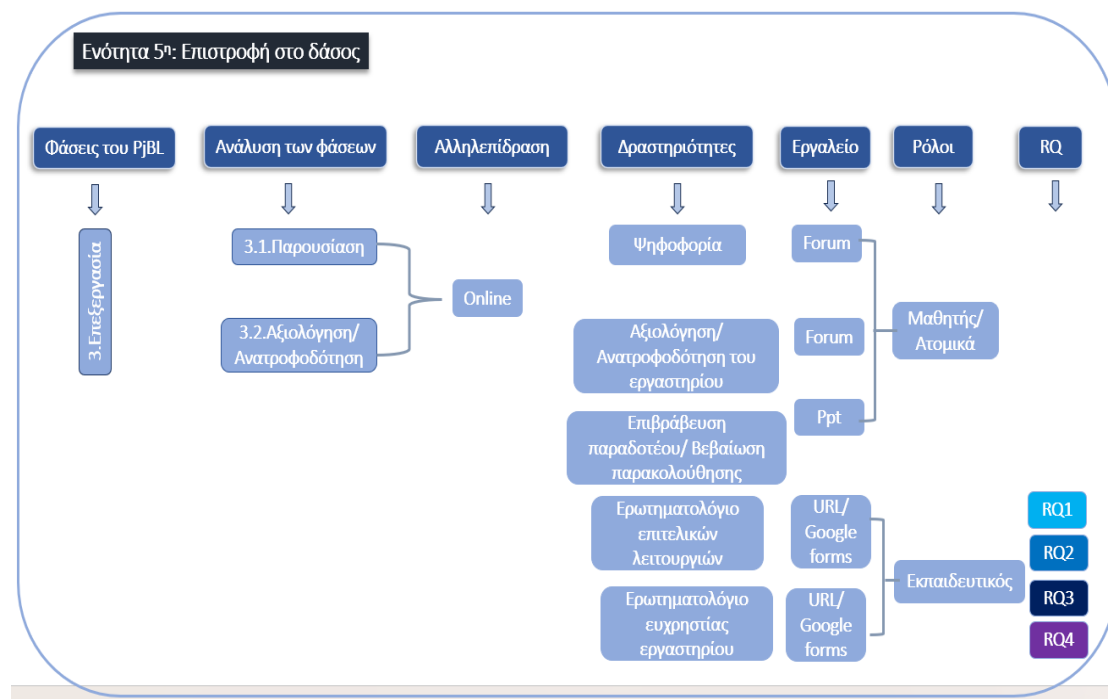 Ενότητα 5η: Επιστροφή στο δάσος
Φάσεις του PjBL
Ανάλυση των φάσεων
Αλληλεπίδραση
Δραστηριότητες
Εργαλείο
Ρόλοι
RQ
3.Επεξεργασία
3.1.Παρουσίαση
3.2.Αξιολόγηση/
Ανατροφοδότηση
Online
Ψηφοφορία
Forum
Αξιολόγηση/
Ανατροφοδότηση του
εργαστηρίου
Forum
Επιβράβευση
παραδοτέου/ Βεβαίωση
παρακολούθησης
Ppt
Μαθητής/
Ατομικά
Ερωτηματολόγιο
επιτελικών
λειτουργιών
URL/
Google
forms
Ερωτηματολόγιο
ευχρηστίας
εργαστηρίου
URL/
Google
forms
Εκπαιδευτικός
RQ1
RQ2
RQ3
RQ4